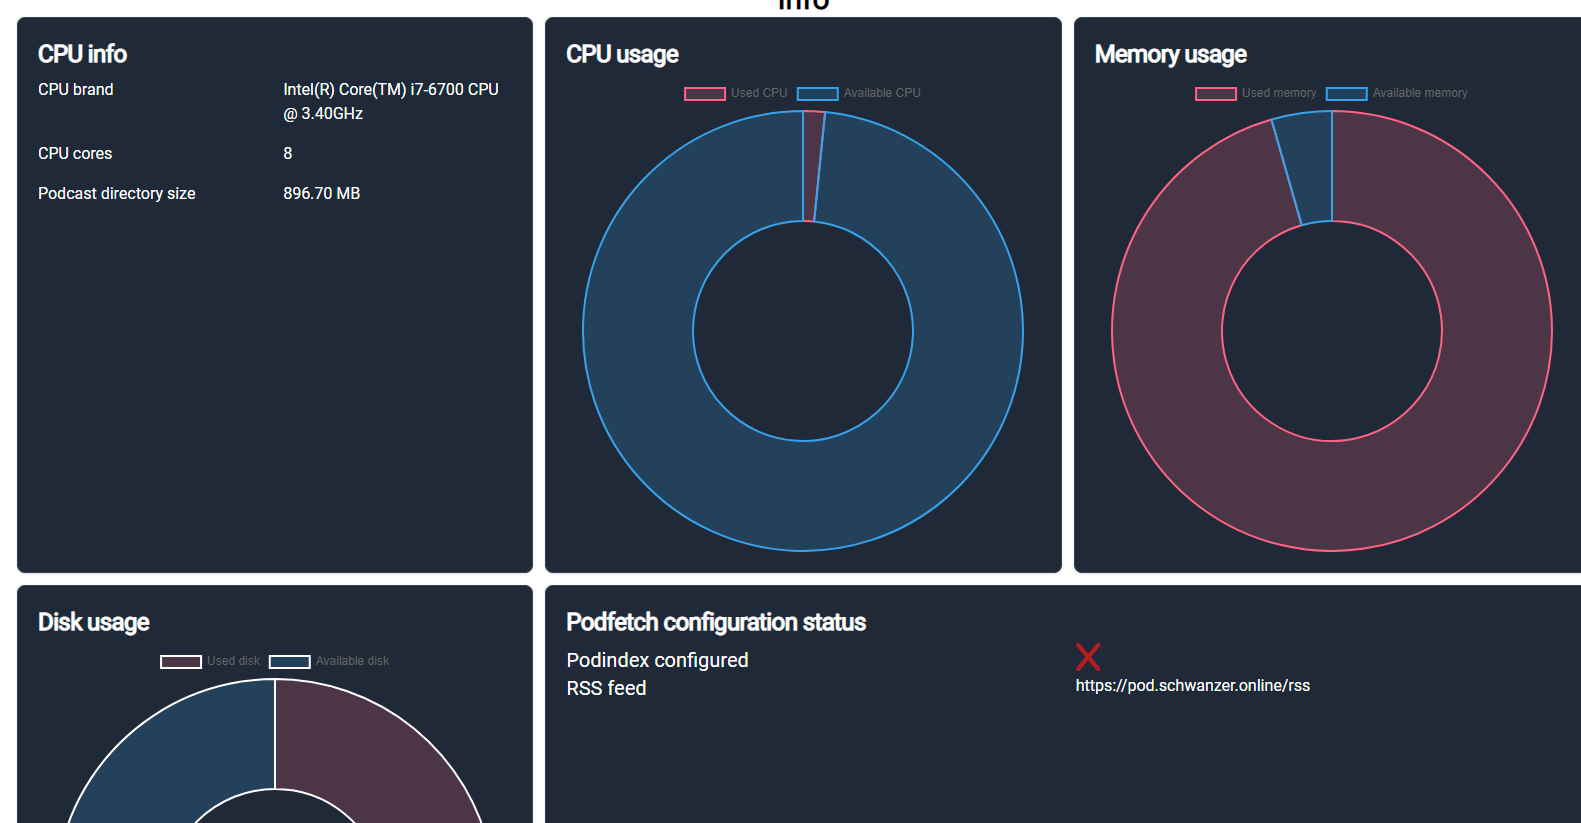 Info
CPU info
CPU brand
Intel(R) Core(TM) i7-6700 CPU
@ 3.40GHz
CPU cores
8
Podcast directory size
896.70 MB
CPU usage
Used CPU
Available CPU
Memory usage
Used memory
Available memory
Disk usage
Used disk
Available disk
Podfetch configuration status
Podindex configured
RSS feed
https://pod.schwanzer.online/rss